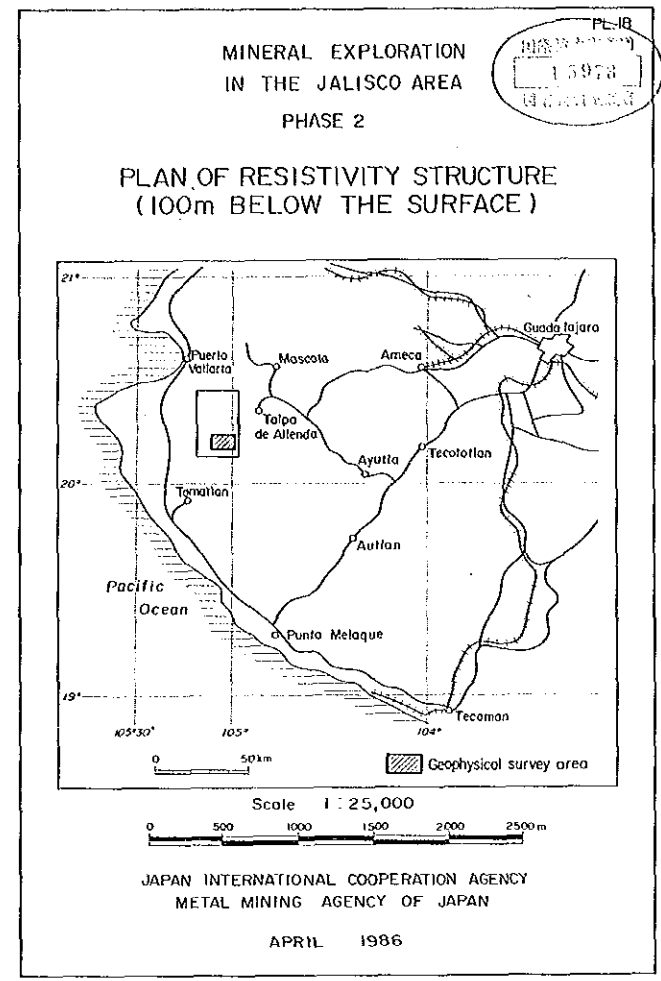 PL.18
15978
MINERAL EXPLORATION
IN THE JALISCO AREA
PHASE 2
PLAN OF RESISTIVITY STRUCTURE
(100m BELOW THE SURFACE)
21°
Guadalajara
Puerto
Vallarta
Mascota
Ameca
Talpa
de Allenda
Ayutla
Tecolotlan
20°
Tomatlan
Autlan
Pacific
Ocean
Punta Melaque
19°
Tecoman
105°30'
105°
104°
0 50km
Geophysical survey area
Scale 1:25,000
0 500 1000 1500 2000 2500m
JAPAN INTERNATIONAL COOPERATION AGENCY
METAL MINING AGENCY OF JAPAN
APRIL 1986